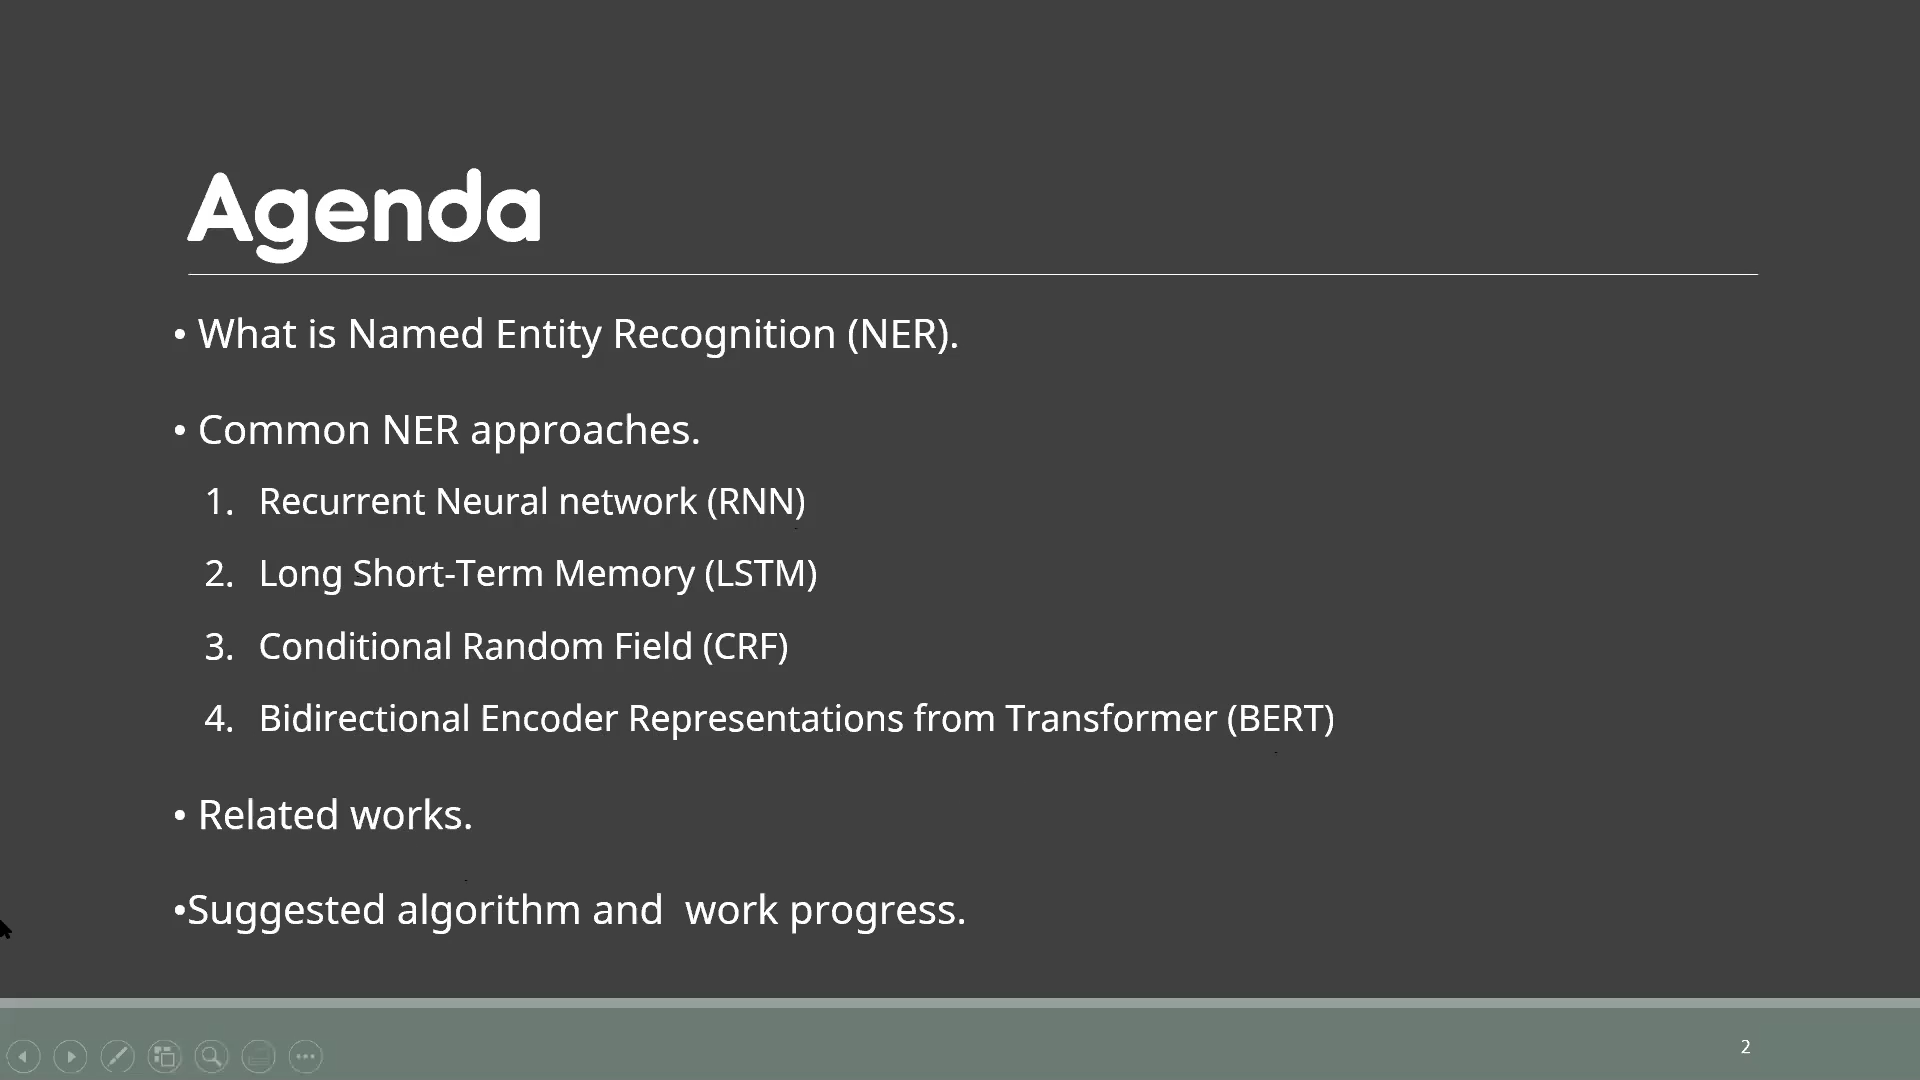 Agenda
• What is Named Entity Recognition (NER).
• Common NER approaches.
1. Recurrent Neural network (RNN)
2. Long Short-Term Memory (LSTM)
3. Conditional Random Field (CRF)
4. Bidirectional Encoder Representations from Transformer (BERT)
• Related works.
•Suggested algorithm and  work progress.
2